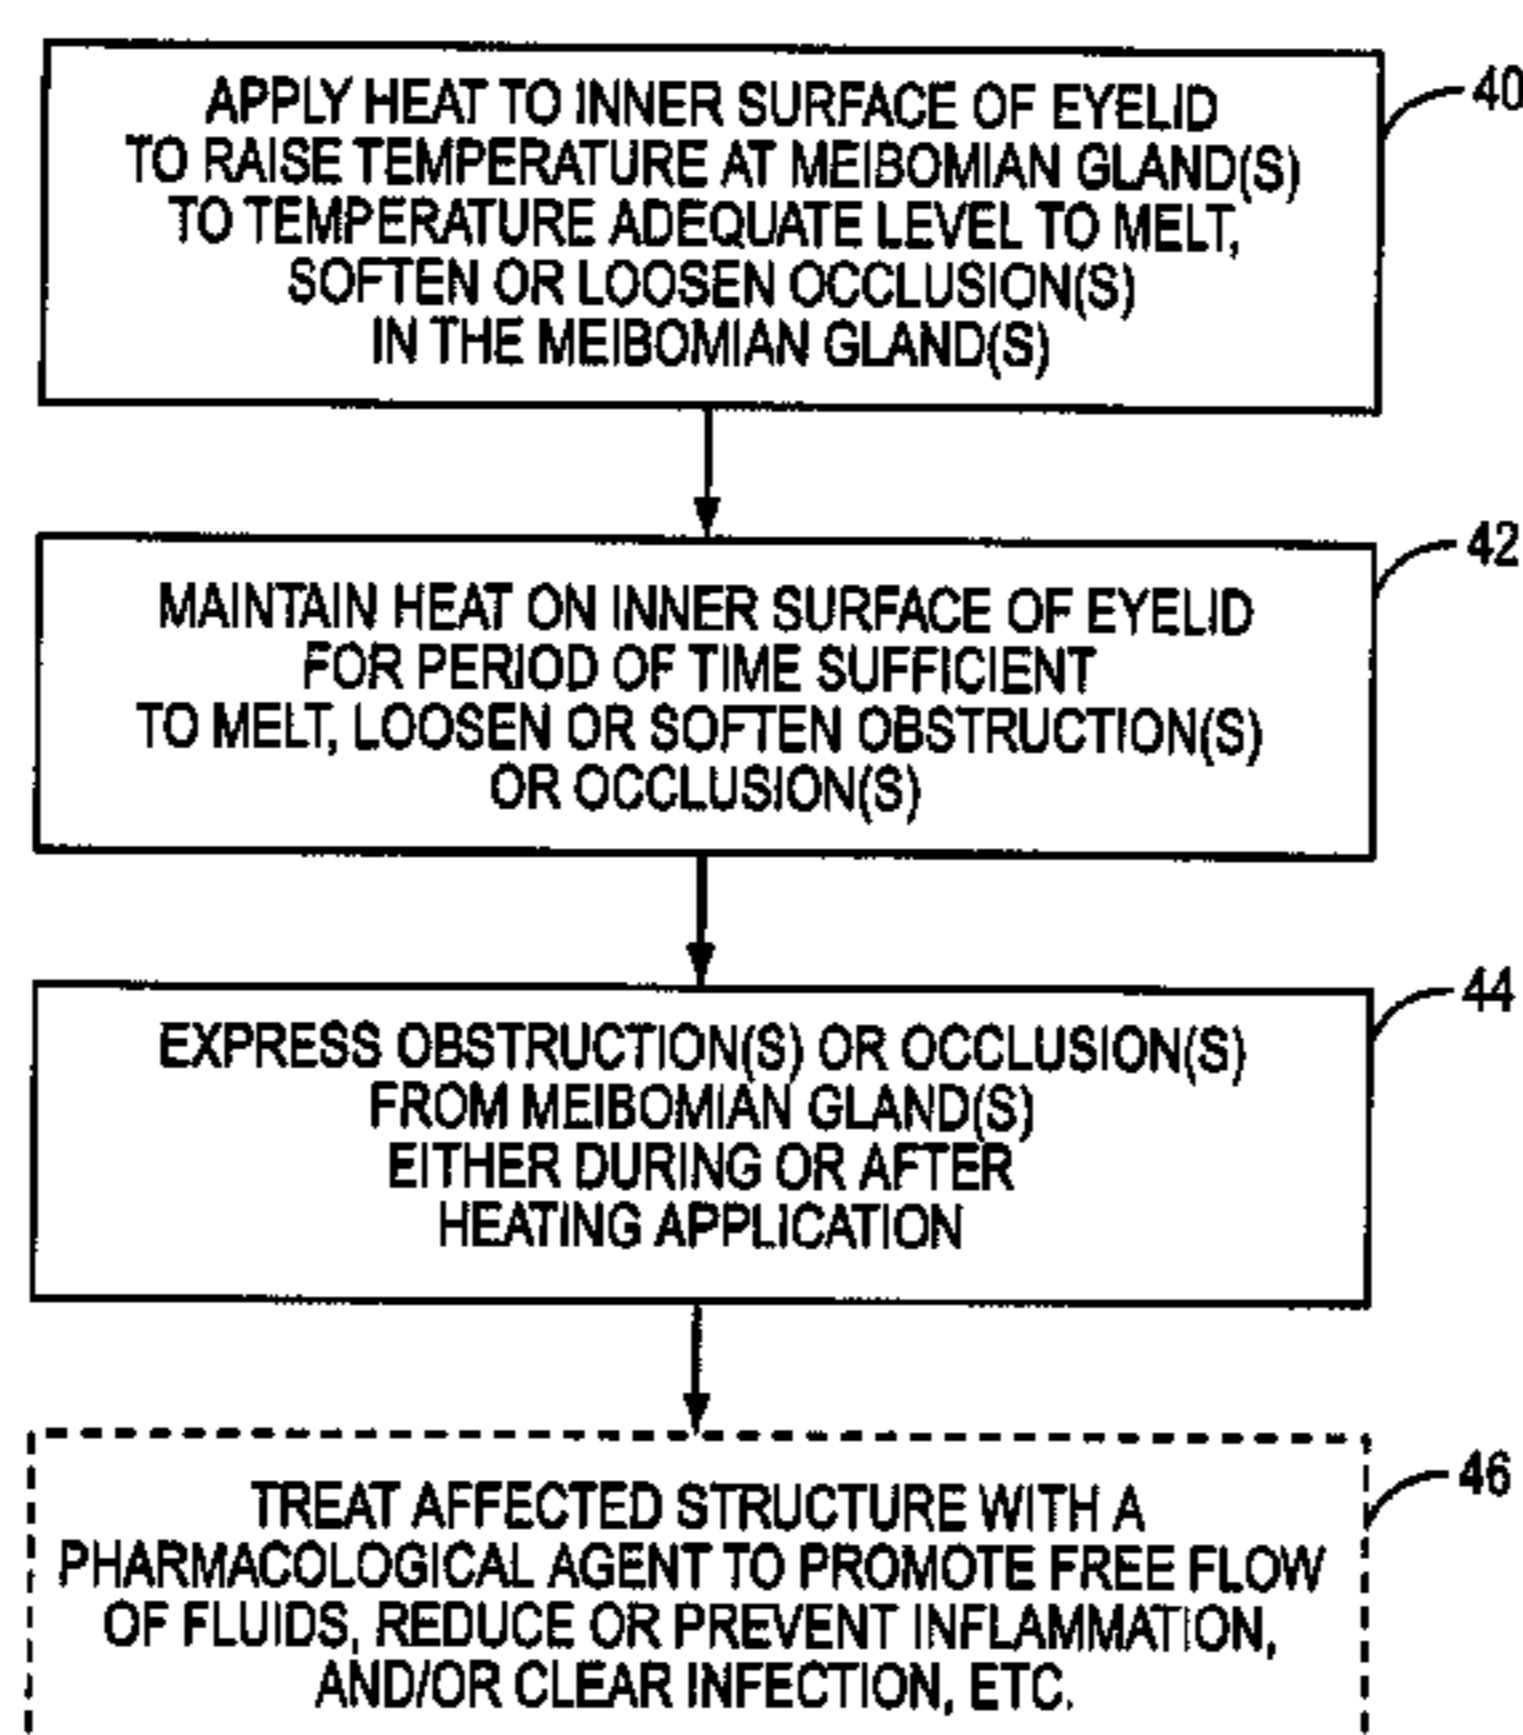 APPLY HEAT TO INNER SURFACE OF EYELID
TO RAISE TEMPERATURE AT MEIBOMIAN GLAND(S)
TO TEMPERATURE ADEQUATE LEVEL TO MELT,
SOFTEN OR LOOSEN OCCLUSION(S)
IN THE MEIBOMIAN GLAND(S)
40
MAINTAIN HEAT ON INNER SURFACE OF EYELID
FOR PERIOD OF TIME SUFFICIENT
TO MELT, LOOSEN OR SOFTEN OBSTRUCTION(S)
OR OCCLUSION(S)
42
EXPRESS OBSTRUCTION(S) OR OCCLUSION(S)
FROM MEIBOMIAN GLAND(S)
EITHER DURING OR AFTER
HEATING APPLICATION
44
TREAT AFFECTED STRUCTURE WITH A
PHARMACOLOGICAL AGENT TO PROMOTE FREE FLOW
OF FLUIDS, REDUCE OR PREVENT INFLAMMATION,
AND/OR CLEAR INFECTION, ETC.
46